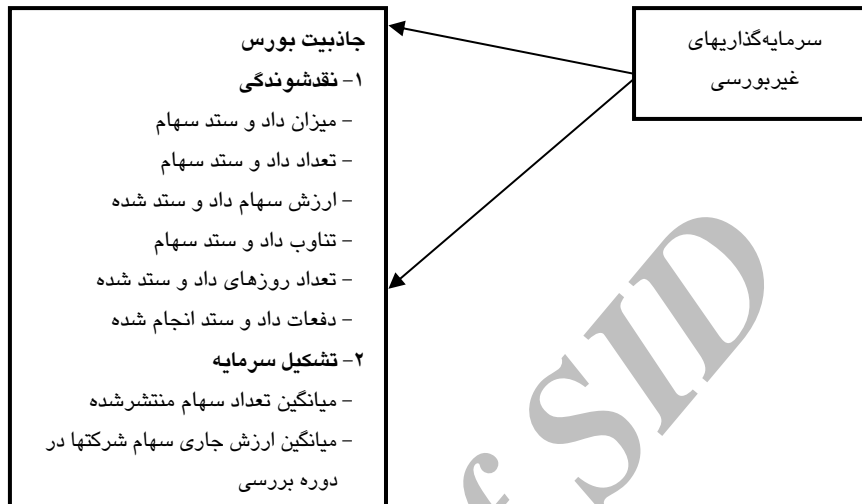 سرمایه‌گذاریهای
غیربورسی
جاذبیت بورس
۱- نقدشوندگی
- میزان داد و ستد سهام
- تعداد داد و ستد سهام
- ارزش سهام داد و ستد شده
- تناوب داد و ستد سهام
- تعداد روزهای داد و ستد شده
- دفعات داد و ستد انجام شده
۲- تشکیل سرمایه
- میانگین تعداد سهام منتشرشده
- میانگین ارزش جاری سهام شرکتها در
دوره بررسی
of SID